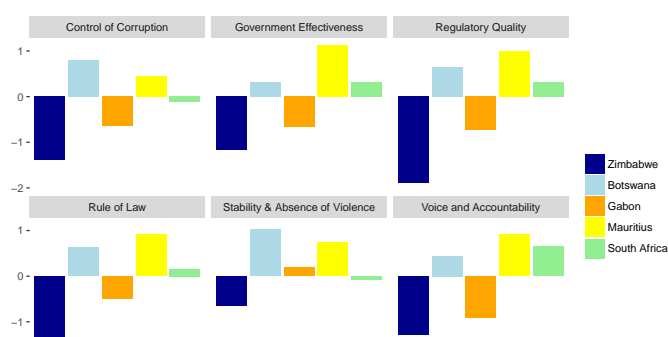 Control of Corruption
Government Effectiveness
Regulatory Quality
1
0
−1
−2
Rule of Law
Stability & Absence of Violence
Voice and Accountability
1
0
−1
Zimbabwe
Botswana
Gabon
Mauritius
South Africa